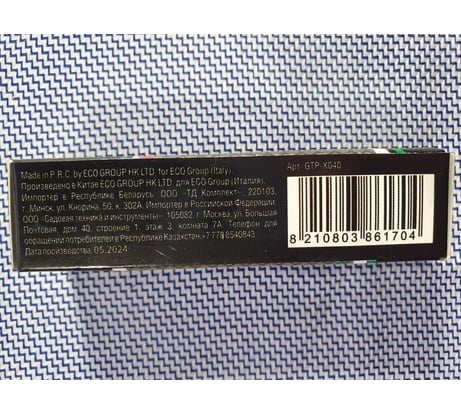 Made in P.R.C. by ECO GROUP HK LTD. for ECO Group (Italy).
Произведено в Китае ECO GROUP HK LTD. для ECO Group (Италия).
Импортер в Республике Беларусь: ООО «ТД Комплект», 220103,
г. Минск, ул. Кнорина, 50, к. 302А. Импортер в Российской Федерации:
ООО «Садовая техника и инструменты», 105082, г. Москва, ул. Большая
Почтовая, дом 40, строение 1, этаж 3, комната 7А. Телефон для
обращений потребителей в Республике Казахстан:+77788540843.
Дата производства: 05.2024
Арт. GTP-X040
8 210803 861704